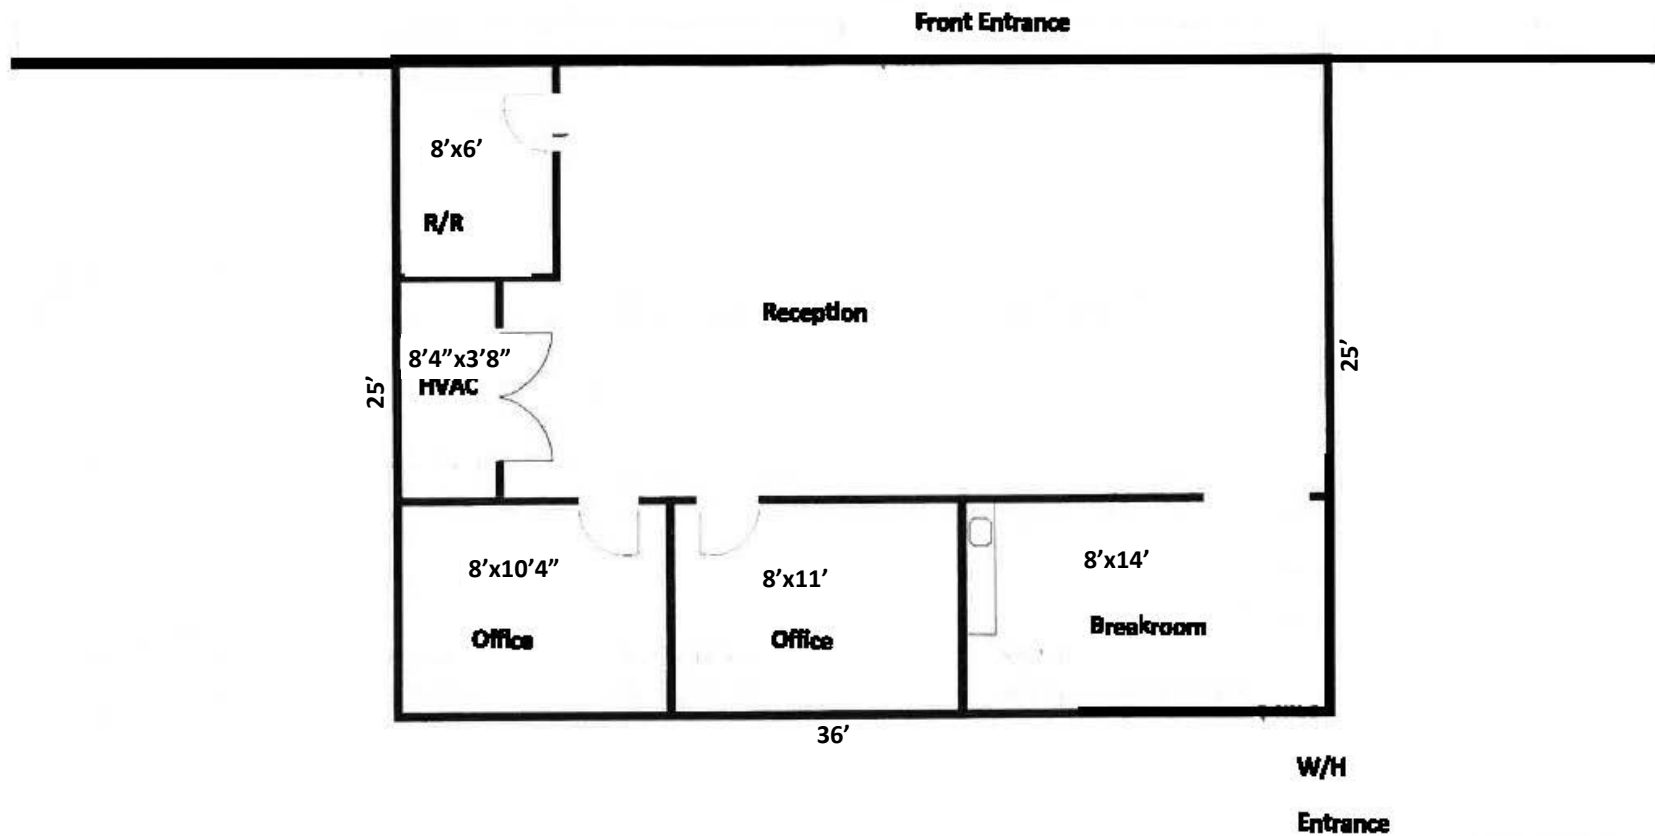 Front Entrance
8’x6’
R/R
Reception
8’4”x3’8”
HVAC
25’
25’
8’x10’4”
8’x11’
8’x14’
Office
Office
Breakroom
36’
W/H
Entrance